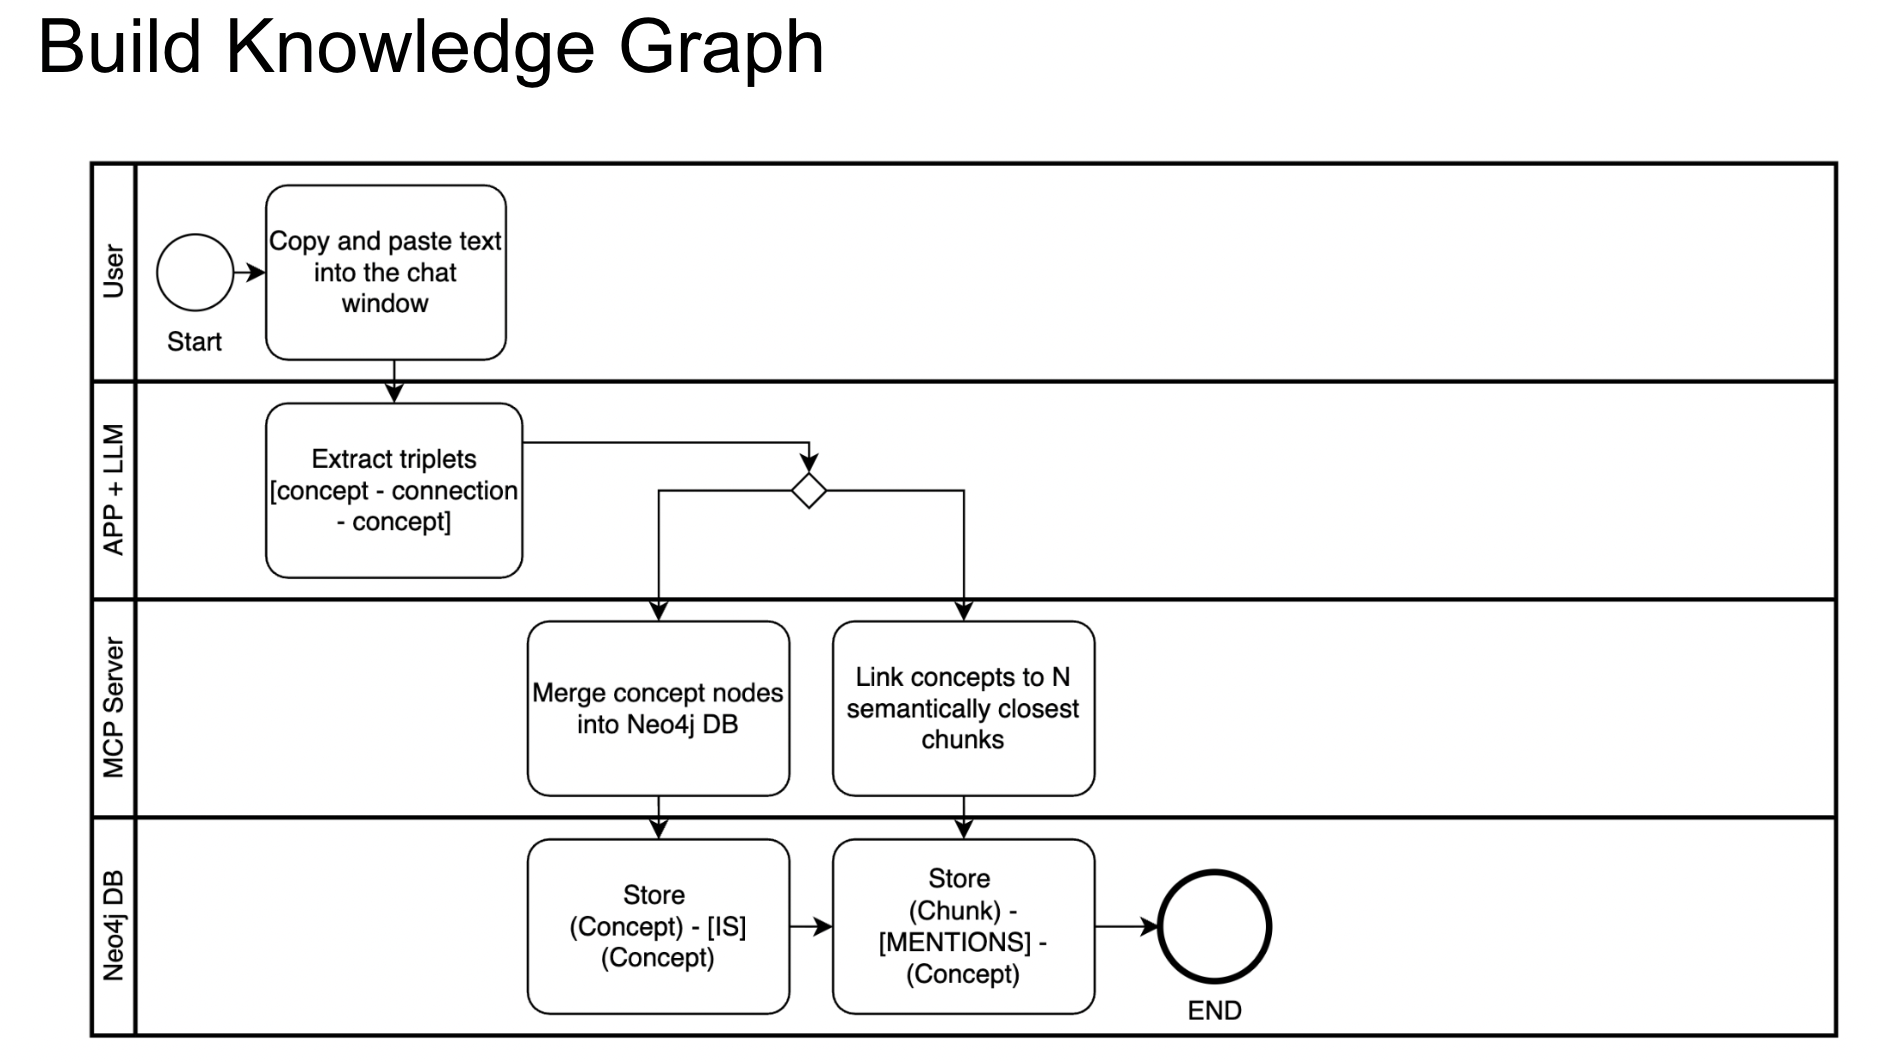 Build Knowledge Graph
User
Start
Copy and paste text
into the chat
window
APP + LLM
Extract triplets
[concept - connection
- concept]
MCP Server
Merge concept nodes
into Neo4j DB
Link concepts to N
semantically closest
chunks
Neo4j DB
Store
(Concept) - [IS]
(Concept)
Store
(Chunk) -
[MENTIONS] -
(Concept)
END